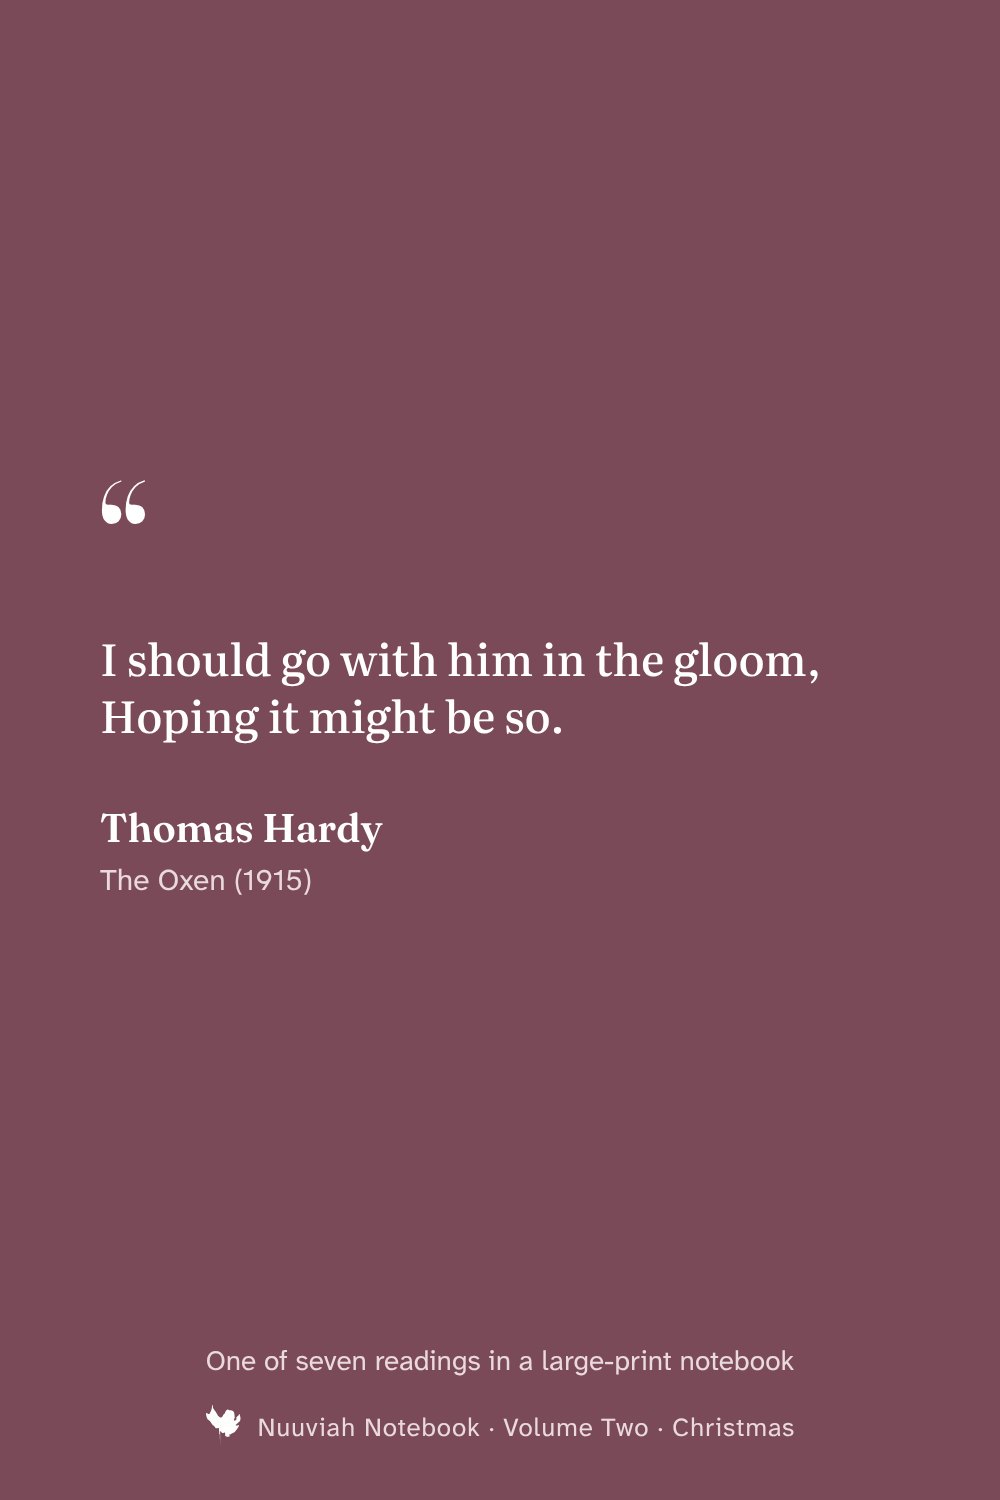 “
I should go with him in the gloom,
Hoping it might be so.
Thomas Hardy
The Oxen (1915)
One of seven readings in a large-print notebook
Nuuviah Notebook · Volume Two · Christmas